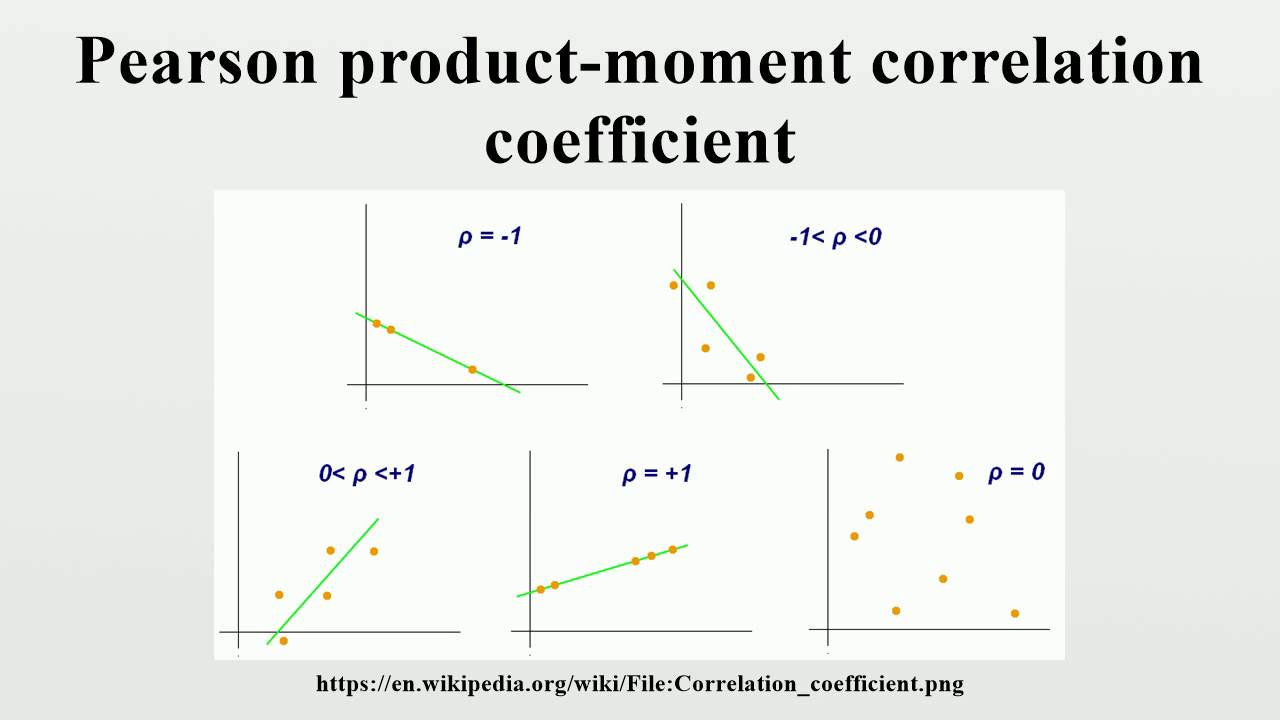 Pearson product-moment correlation
coefficient
ρ = -1
-1< ρ <0
0< ρ <+1
ρ = +1
ρ = 0
https://en.wikipedia.org/wiki/File:Correlation_coefficient.png